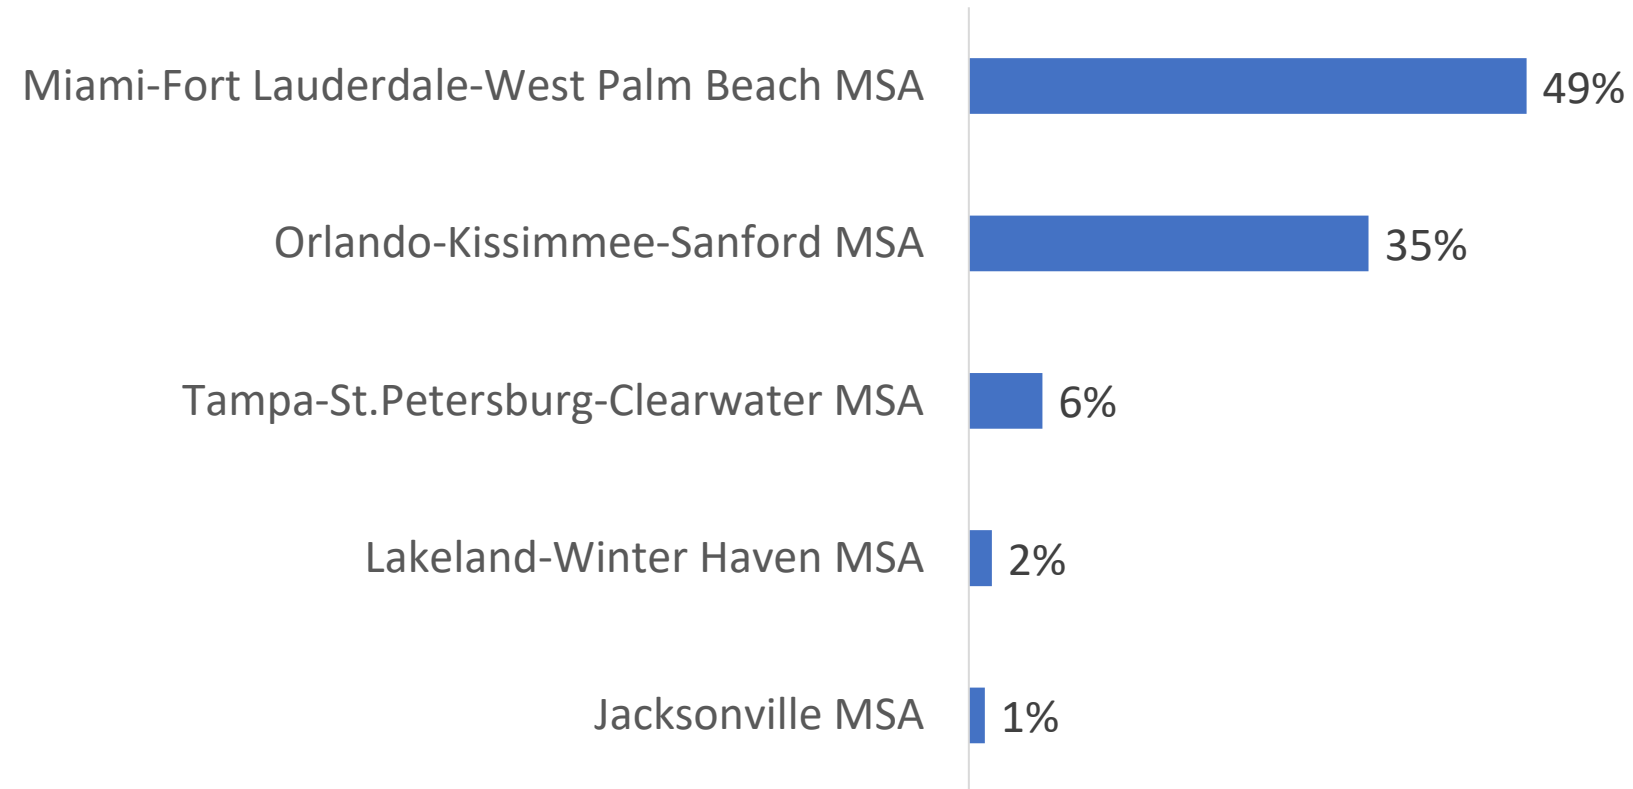 Miami-Fort Lauderdale-West Palm Beach MSA 49%
Orlando-Kissimmee-Sanford MSA 35%
Tampa-St.Petersburg-Clearwater MSA 6%
Lakeland-Winter Haven MSA 2%
Jacksonville MSA 1%